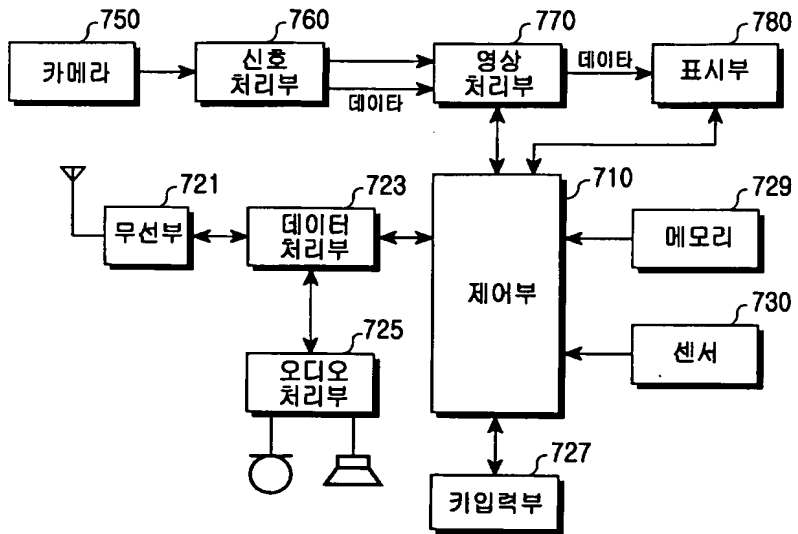 750
760
770
780
카메라
신호
처리부
데이타
영상
처리부
데이타
표시부
721
723
710
729
무선부
데이터
처리부
제어부
메모리
725
730
오디오
처리부
센서
727
키입력부